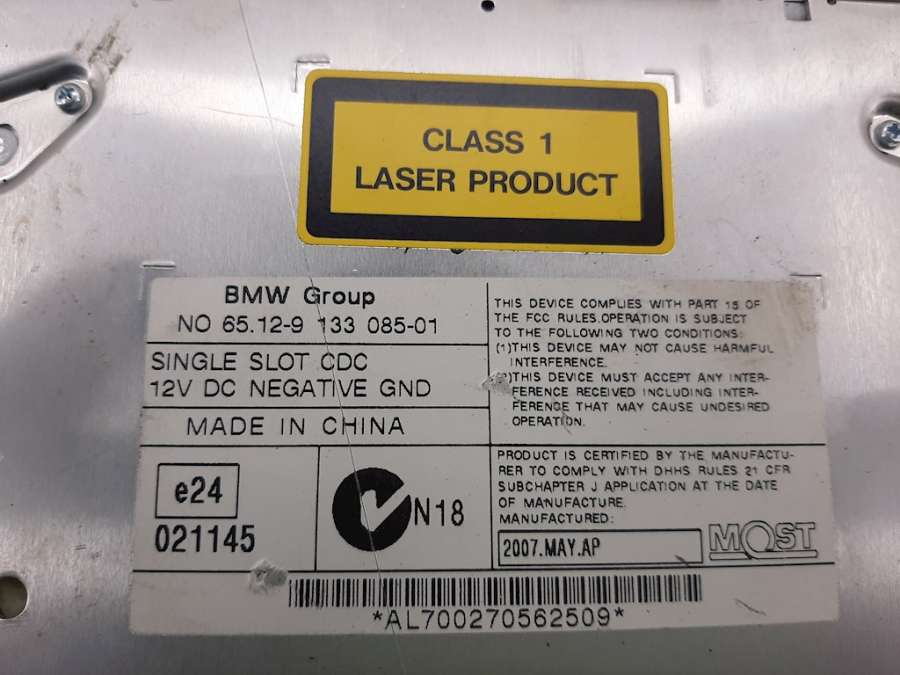 CLASS 1
LASER PRODUCT
BMW Group
NO 65.12-9 133 085-01
SINGLE SLOT CDC
12V DC NEGATIVE GND
MADE IN CHINA
e24
021145
N18
THIS DEVICE COMPLIES WITH PART 15 OF
THE FCC RULES.OPERATION IS SUBJECT
TO THE FOLLOWING TWO CONDITIONS:
(1)THIS DEVICE MAY NOT CAUSE HARMFUL
INTERFERENCE.
(2)THIS DEVICE MUST ACCEPT ANY INTER-
FERENCE RECEIVED INCLUDING INTER-
FERENCE THAT MAY CAUSE UNDESIRED
OPERATION.
PRODUCT IS CERTIFIED BY THE MANUFACTU-
RER TO COMPLY WITH DHHS RULES 21 CFR
SUBCHAPTER J APPLICATION AT THE DATE
OF MANUFACTURE.
MANUFACTURED:
2007.MAY.AP
MOST
*AL700270562509*